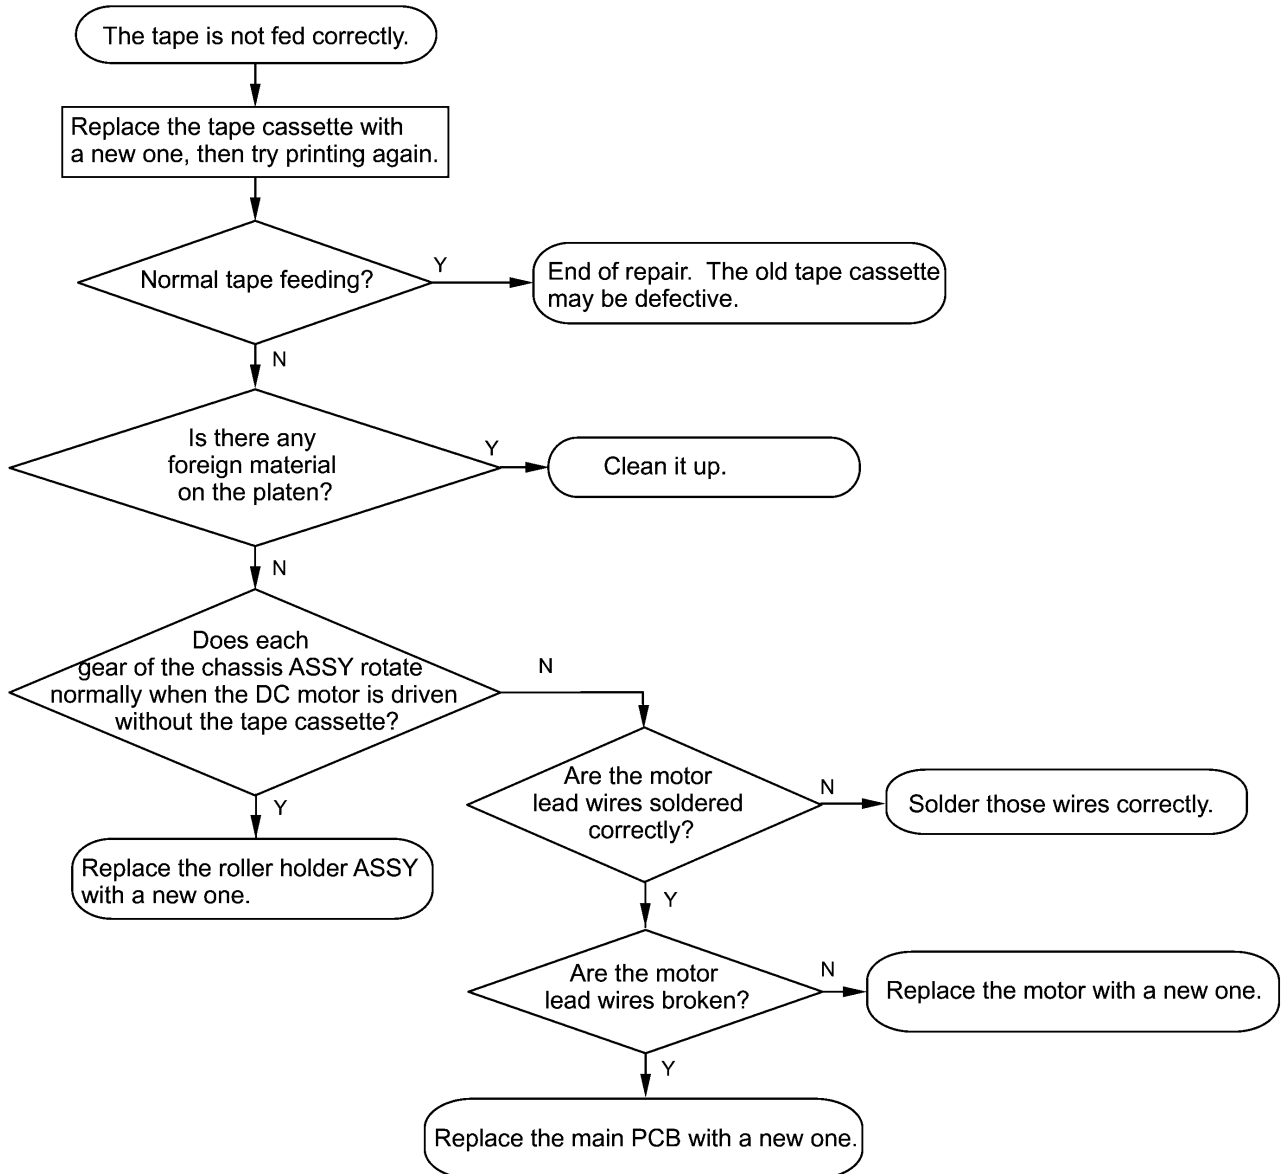 The tape is not fed correctly.
Replace the tape cassette with
a new one, then try printing again.
Normal tape feeding?
Y
End of repair.  The old tape cassette
may be defective.
N
Is there any
foreign material
on the platen?
Y
Clean it up.
N
Does each
gear of the chassis ASSY rotate
normally when the DC motor is driven
without the tape cassette?
N
Y
Replace the roller holder ASSY
with a new one.
Are the motor
lead wires soldered
correctly?
N
Solder those wires correctly.
Y
Are the motor
lead wires broken?
N
Replace the motor with a new one.
Y
Replace the main PCB with a new one.